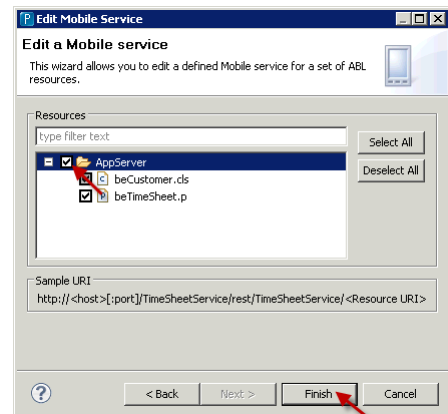 Edit Mobile Service
Edit a Mobile service
This wizard allows you to edit a defined Mobile service for a set of ABL
resources.
Resources
type filter text
Select All
AppServer
Deselect All
beCustomer.cls
beTimeSheet.p
Sample URI
http://<host>[:port]/TimeSheetService/rest/TimeSheetService/<Resource URI>
? < Back Next > Finish Cancel